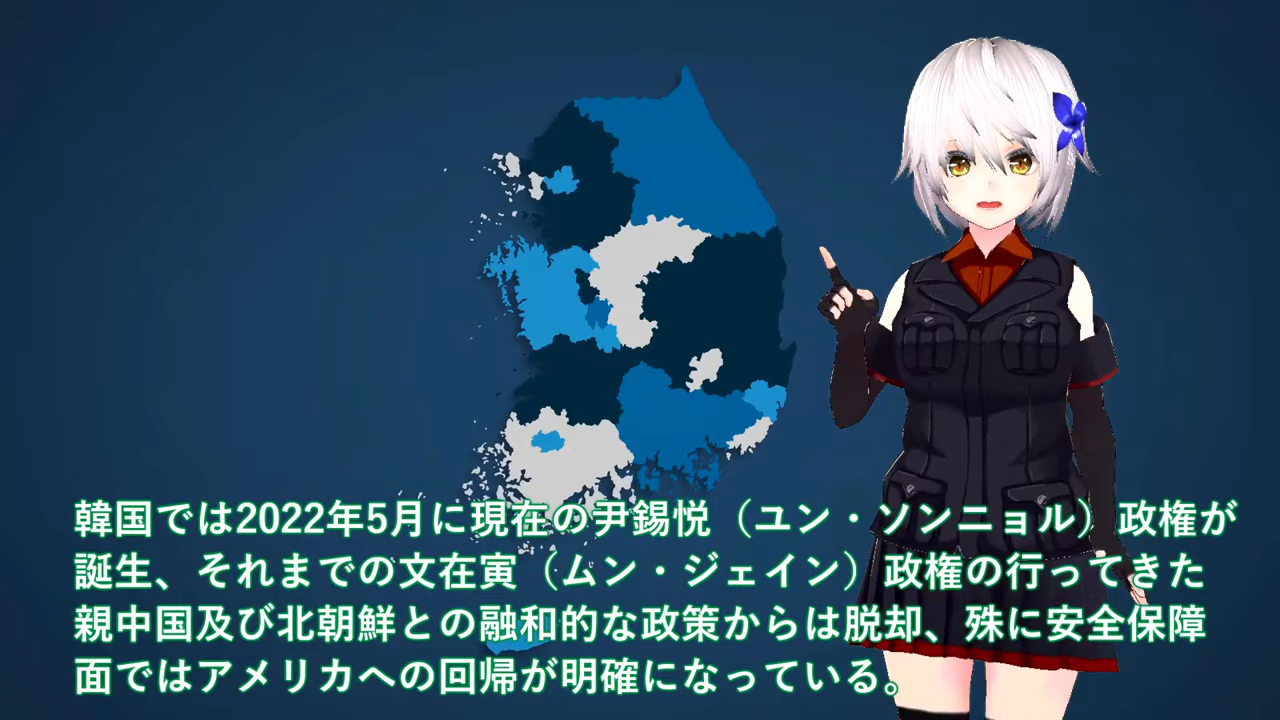 韓国では2022年5月に現在の尹錫悦（ユン・ソンニョル）政権が
誕生、それまでの文在寅（ムン・ジェイン）政権の行ってきた
親中国及び北朝鮮との融和的な政策からは脱却、殊に安全保障
面ではアメリカへの回帰が明確になっている。